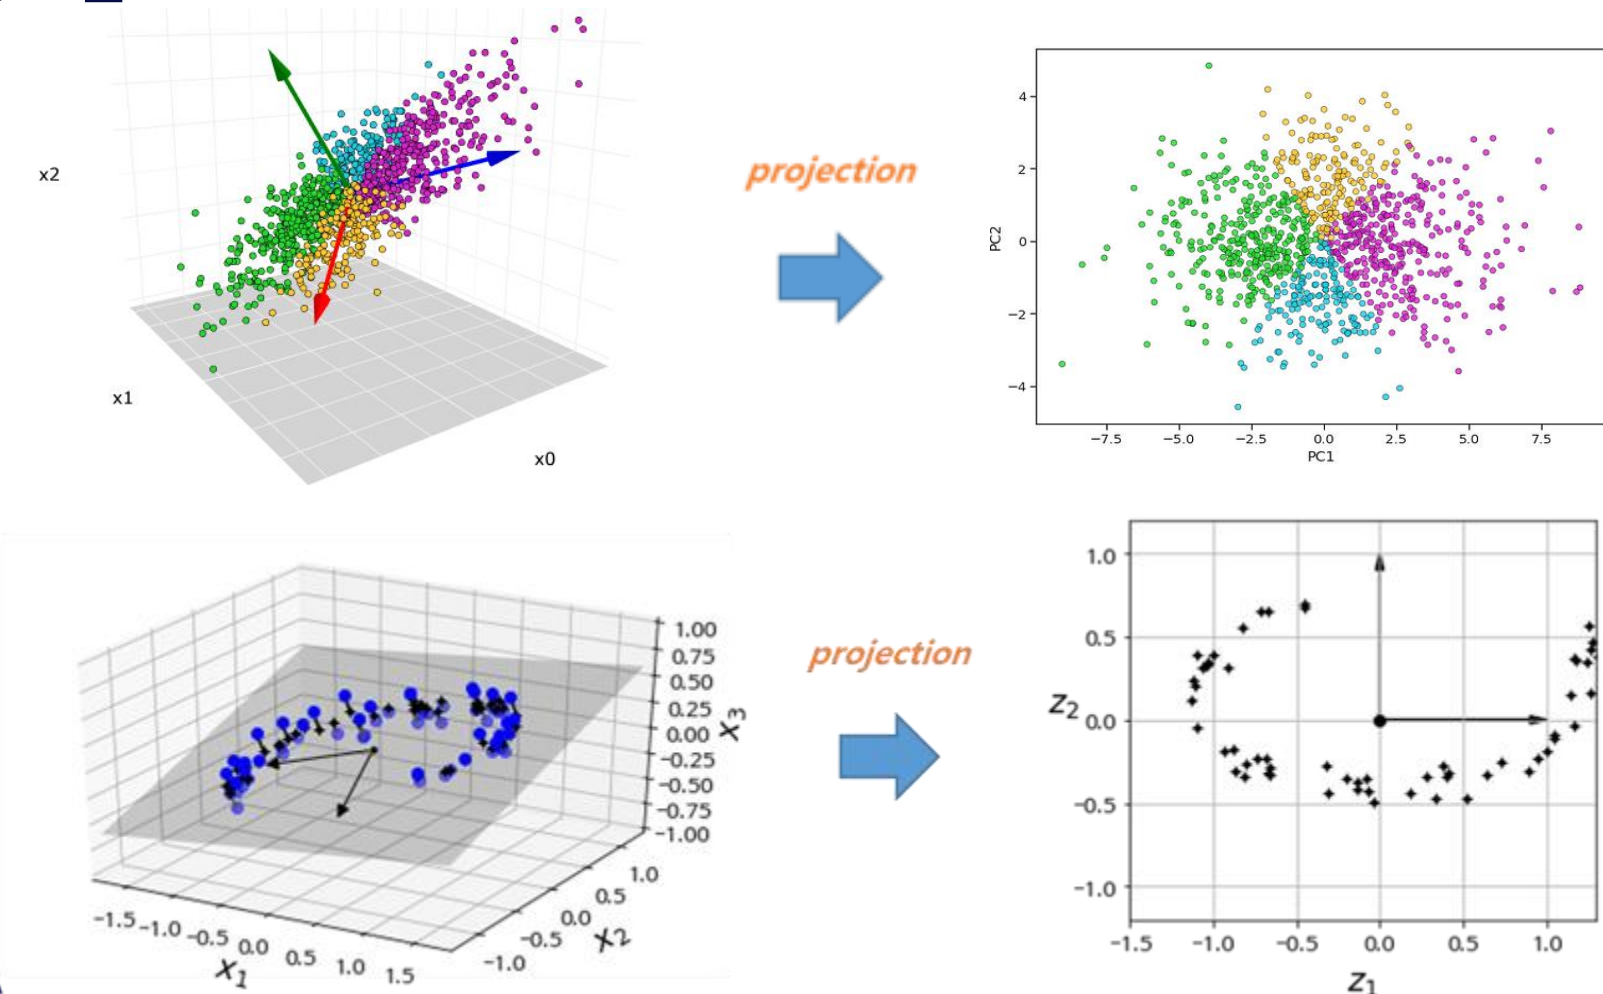 x2
x1
x0
projection
4
2
0
−2
−4
PC2
−7.5 −5.0 −2.5 0.0 2.5 5.0 7.5
PC1
1.00
0.75
0.50
0.25
0.00
−0.25
−0.50
−0.75
−1.00
x3
−1.5 −1.0 −0.5 0.0 0.5 1.0 1.5
x1
−1.0 −0.5 0.0 0.5 1.0
x2
projection
1.0
0.5
0.0
−0.5
−1.0
z2
−1.5 −1.0 −0.5 0.0 0.5 1.0
z1